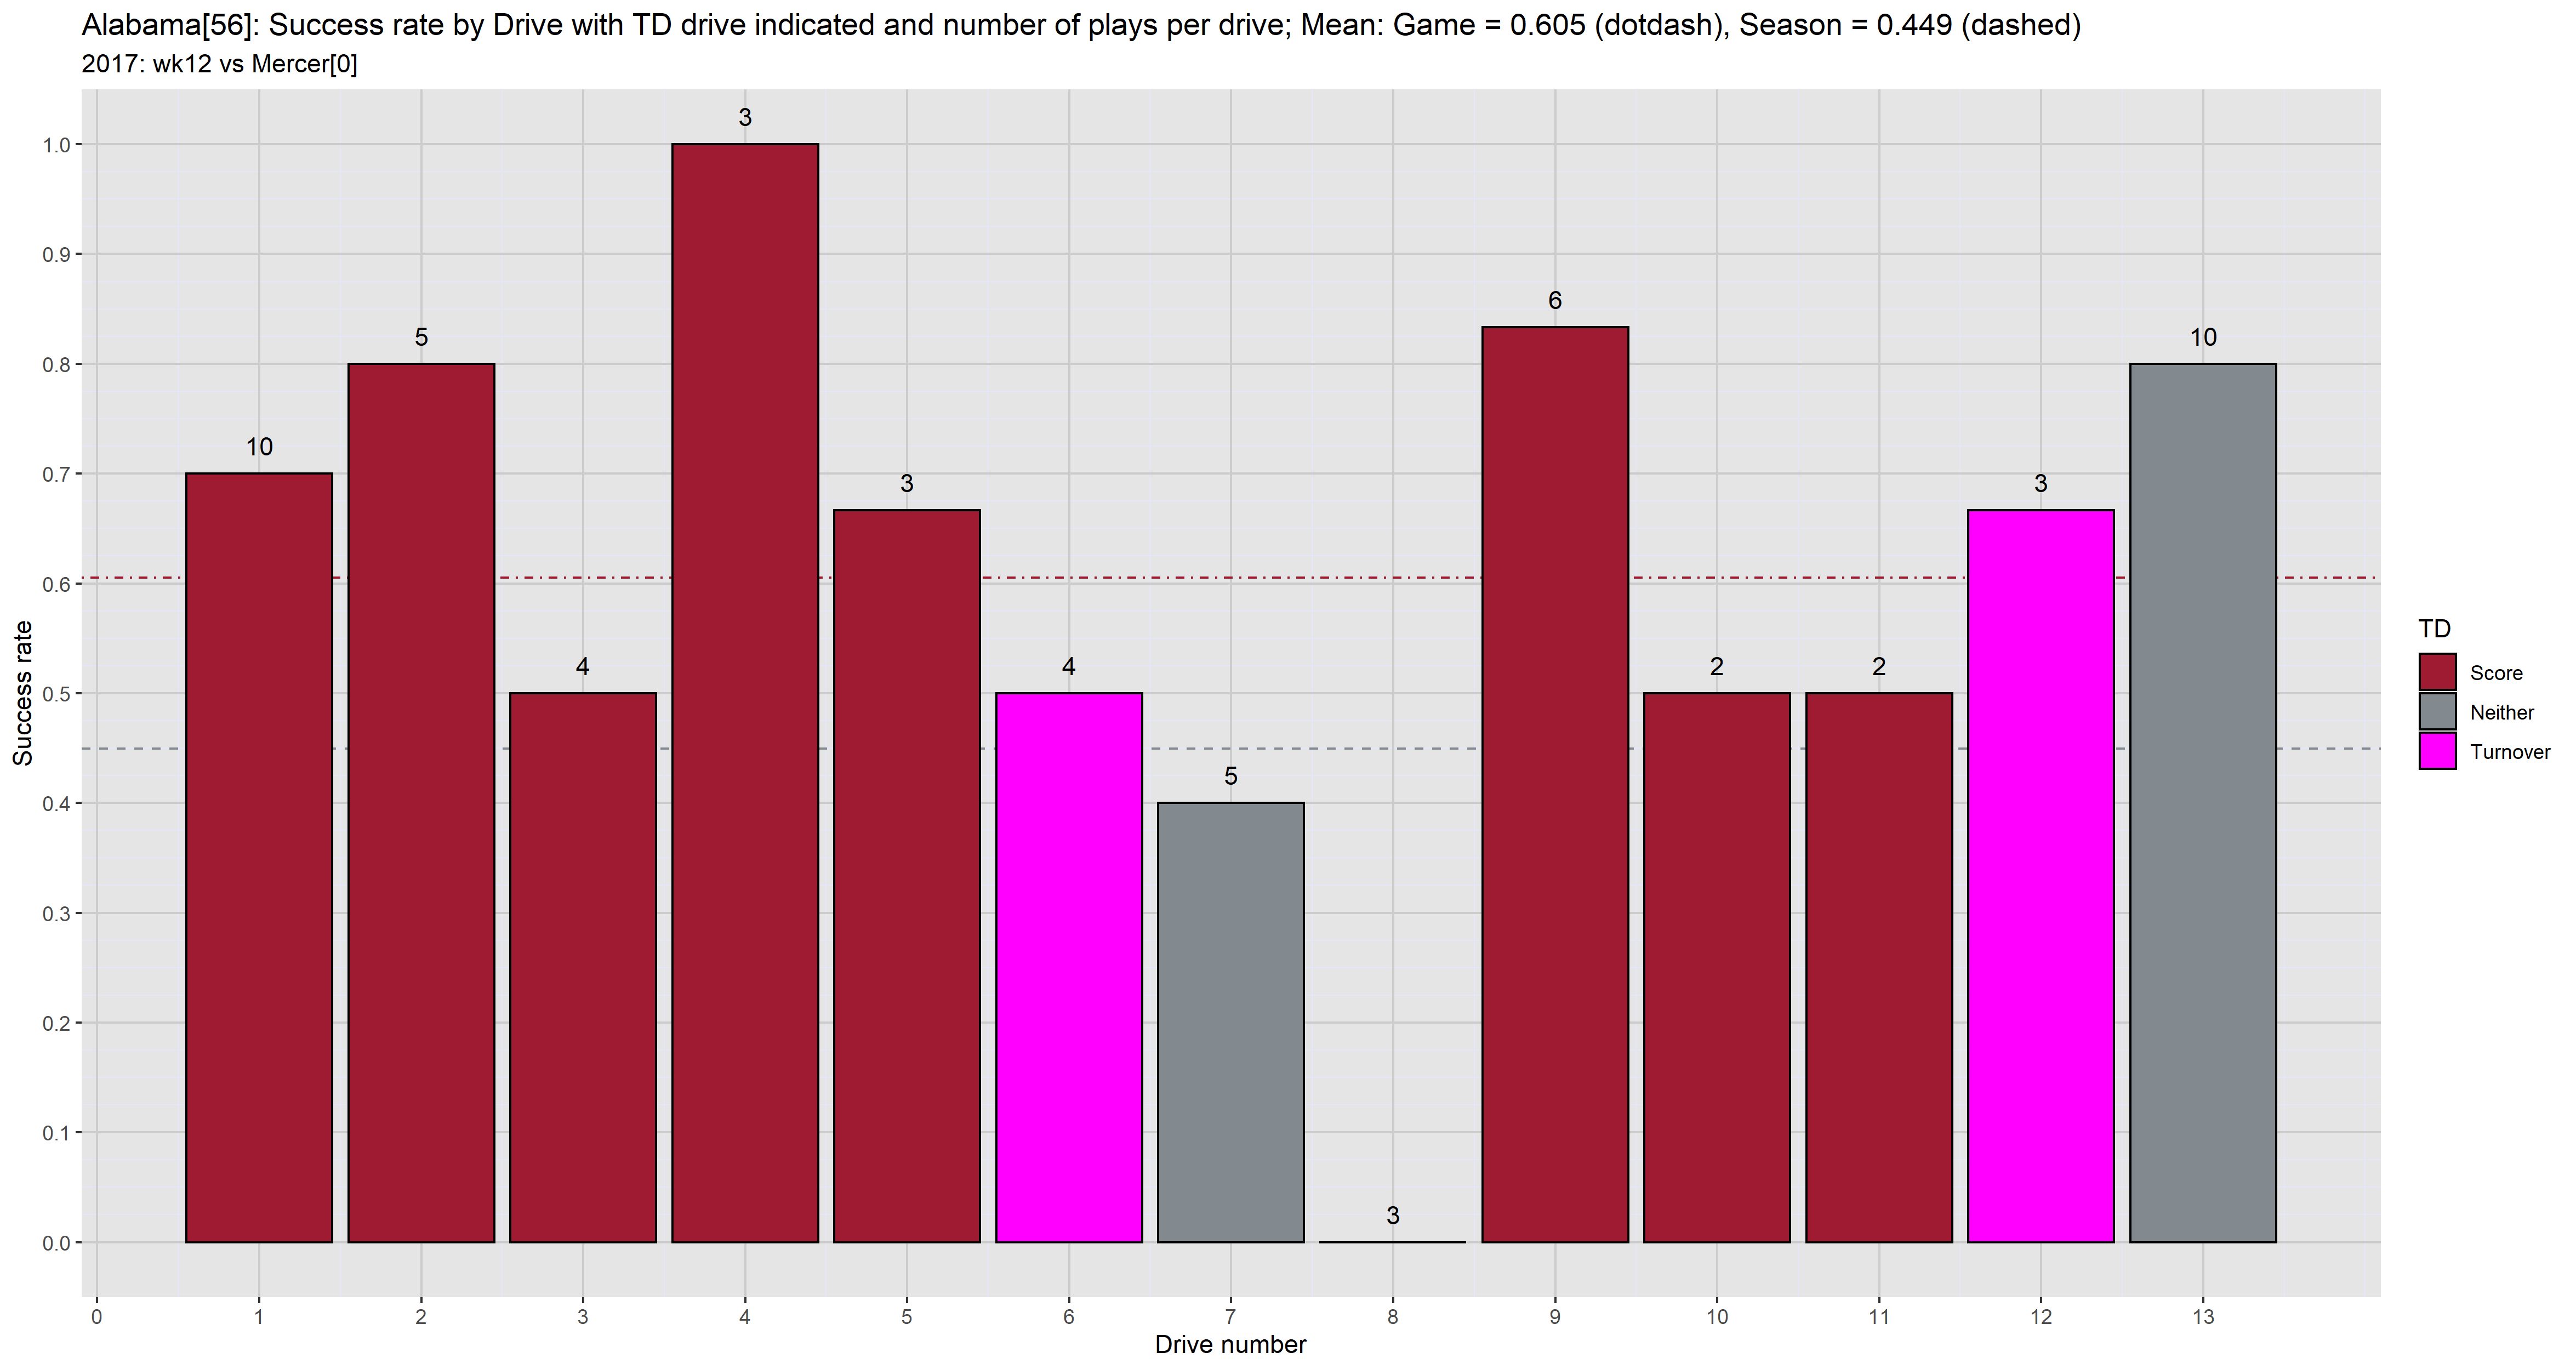 Alabama[56]: Success rate by Drive with TD drive indicated and number of plays per drive; Mean: Game = 0.605 (dotdash), Season = 0.449 (dashed)
2017: wk12 vs Mercer[0]
Success rate
1.0
0.9
0.8
0.7
0.6
0.5
0.4
0.3
0.2
0.1
0.0
10
5
4
3
3
4
5
3
6
2
2
3
10
0 1 2 3 4 5 6 7 8 9 10 11 12 13
Drive number
TD
Score
Neither
Turnover